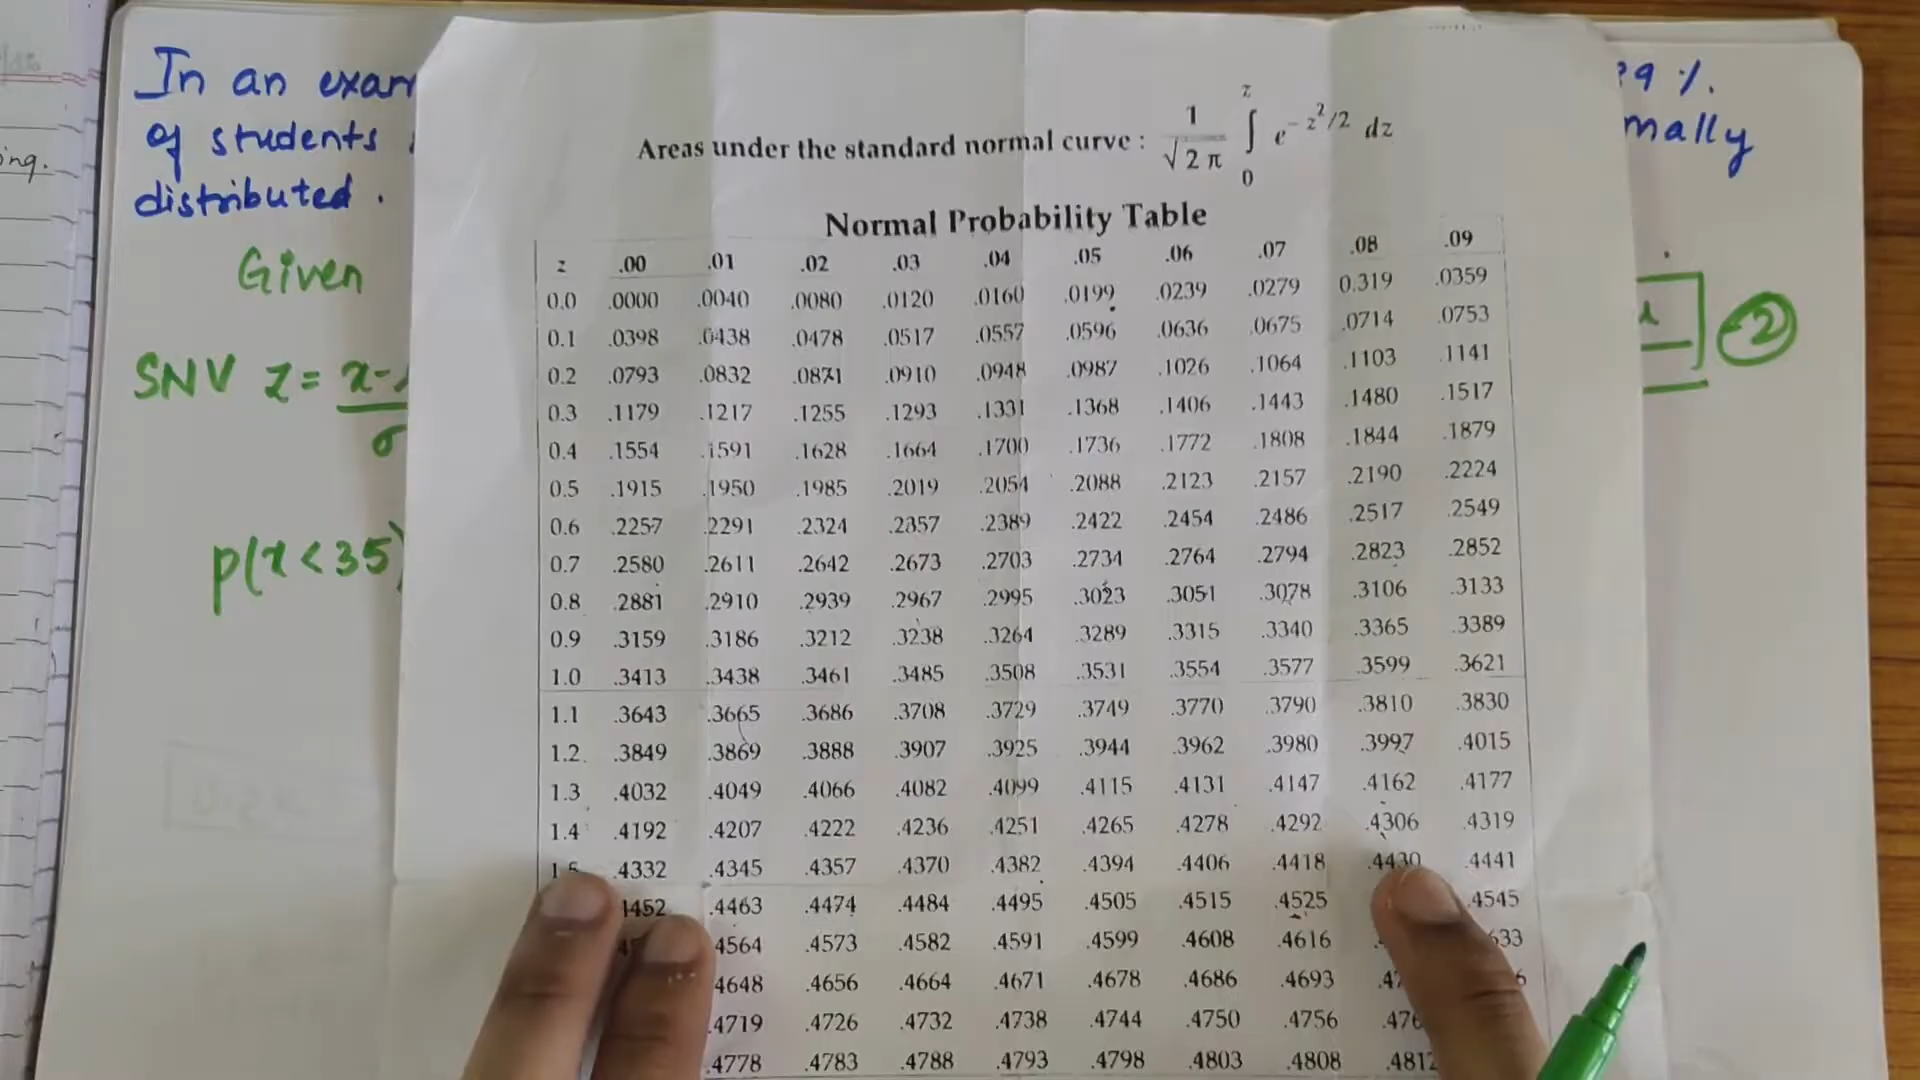 In an exam
of students
distributed.
39 %.
mally
ing.
Given
SNV z = x-
σ
2
p(x<35)
Areas under the standard normal curve : 1/√2 π ∫ z 0 e^-z²/2 dz
Normal Probability Table
z .00 .01 .02 .03 .04 .05 .06 .07 .08 .09
0.0 .0000 .0040 .0080 .0120 .0160 .0199 .0239 .0279 0.319 .0359
0.1 .0398 .0438 .0478 .0517 .0557 .0596 .0636 .0675 .0714 .0753
0.2 .0793 .0832 .0871 .0910 .0948 .0987 .1026 .1064 .1103 .1141
0.3 .1179 .1217 .1255 .1293 .1331 .1368 .1406 .1443 .1480 .1517
0.4 .1554 .1591 .1628 .1664 .1700 .1736 .1772 .1808 .1844 .1879
0.5 .1915 .1950 .1985 .2019 .2054 .2088 .2123 .2157 .2190 .2224
0.6 .2257 .2291 .2324 .2357 .2389 .2422 .2454 .2486 .2517 .2549
0.7 .2580 .2611 .2642 .2673 .2703 .2734 .2764 .2794 .2823 .2852
0.8 .2881 .2910 .2939 .2967 .2995 .3023 .3051 .3078 .3106 .3133
0.9 .3159 .3186 .3212 .3238 .3264 .3289 .3315 .3340 .3365 .3389
1.0 .3413 .3438 .3461 .3485 .3508 .3531 .3554 .3577 .3599 .3621
1.1 .3643 .3665 .3686 .3708 .3729 .3749 .3770 .3790 .3810 .3830
1.2 .3849 .3869 .3888 .3907 .3925 .3944 .3962 .3980 .3997 .4015
1.3 .4032 .4049 .4066 .4082 .4099 .4115 .4131 .4147 .4162 .4177
1.4 .4192 .4207 .4222 .4236 .4251 .4265 .4278 .4292 .4306 .4319
1.5 .4332 .4345 .4357 .4370 .4382 .4394 .4406 .4418 .4430 .4441
4452 .4463 .4474 .4484 .4495 .4505 .4515 .4525 .4545
4564 .4573 .4582 .4591 .4599 .4608 .4616 633
4648 .4656 .4664 .4671 .4678 .4686 .4693 .47 6
.4719 .4726 .4732 .4738 .4744 .4750 .4756 .476
.4778 .4783 .4788 .4793 .4798 .4803 .4808 .4812